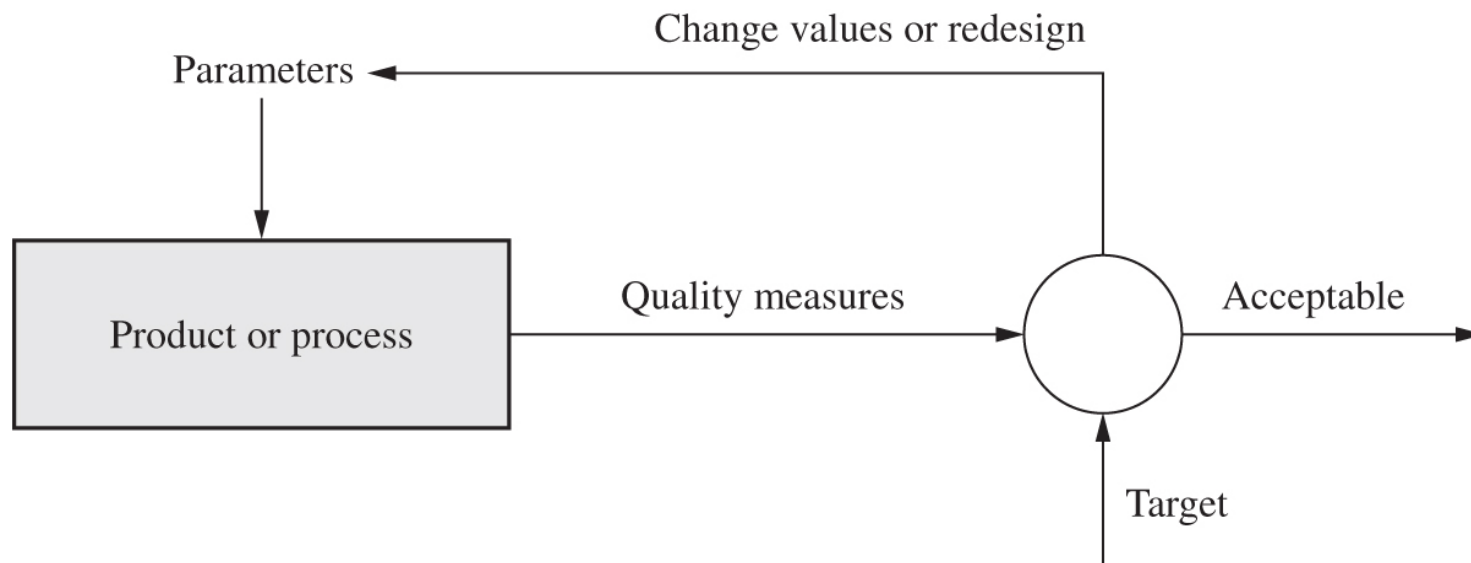 Change values or redesign
Parameters
Product or process
Quality measures
Acceptable
Target